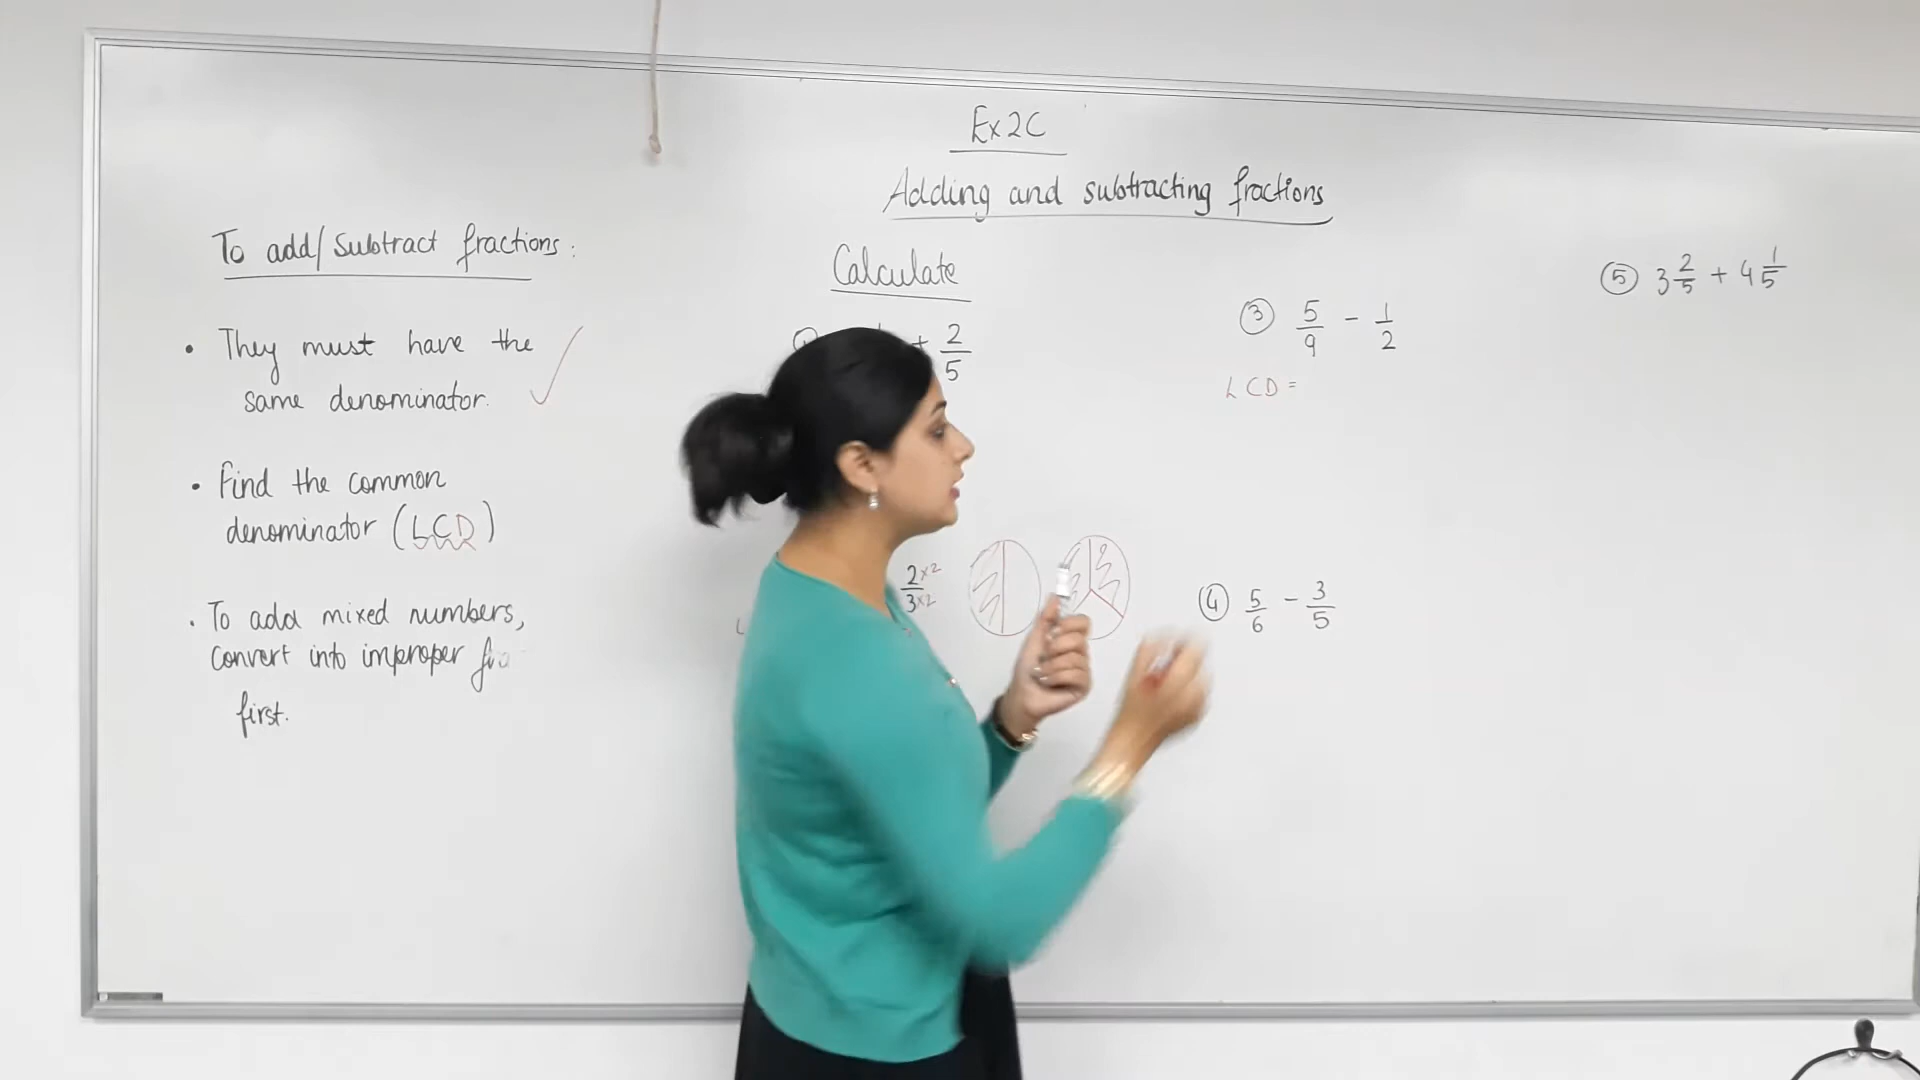 Ex2C
Adding and subtracting fractions
To add/Subtract fractions:
• They must have the
same denominator.
• Find the common
denominator (LCD)
• To add mixed numbers,
convert into improper
first.
Calculate
+ 2/5
2×2/3×2
③ 5/9 - 1/2
LCD =
④ 5/6 - 3/5
⑤ 3 2/5 + 4 1/5